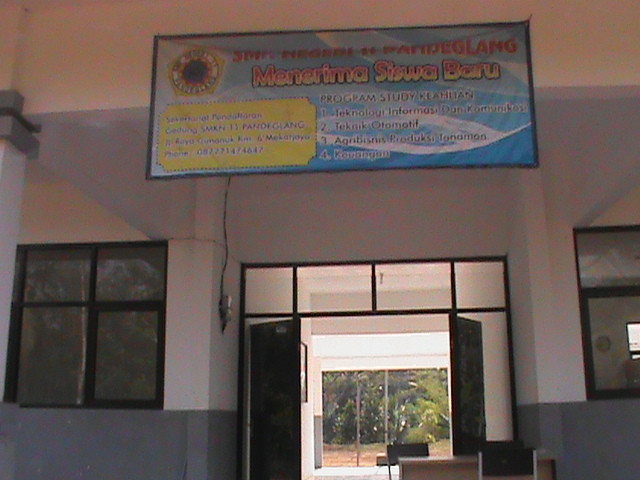 SMK NEGERI 11 PANDEGLANG
Menerima Siswa Baru
Sekretariat Pendaftaran
Gedung SMKN 11 PANDEGLANG
Phone: 087771474687
PROGRAM STUDY KEAHLIAN
1. Teknologi Informasi Dan Komunikasi
2. Teknik Otomotif
3. Agribisnis Produksi Tanaman
4. Keuangan